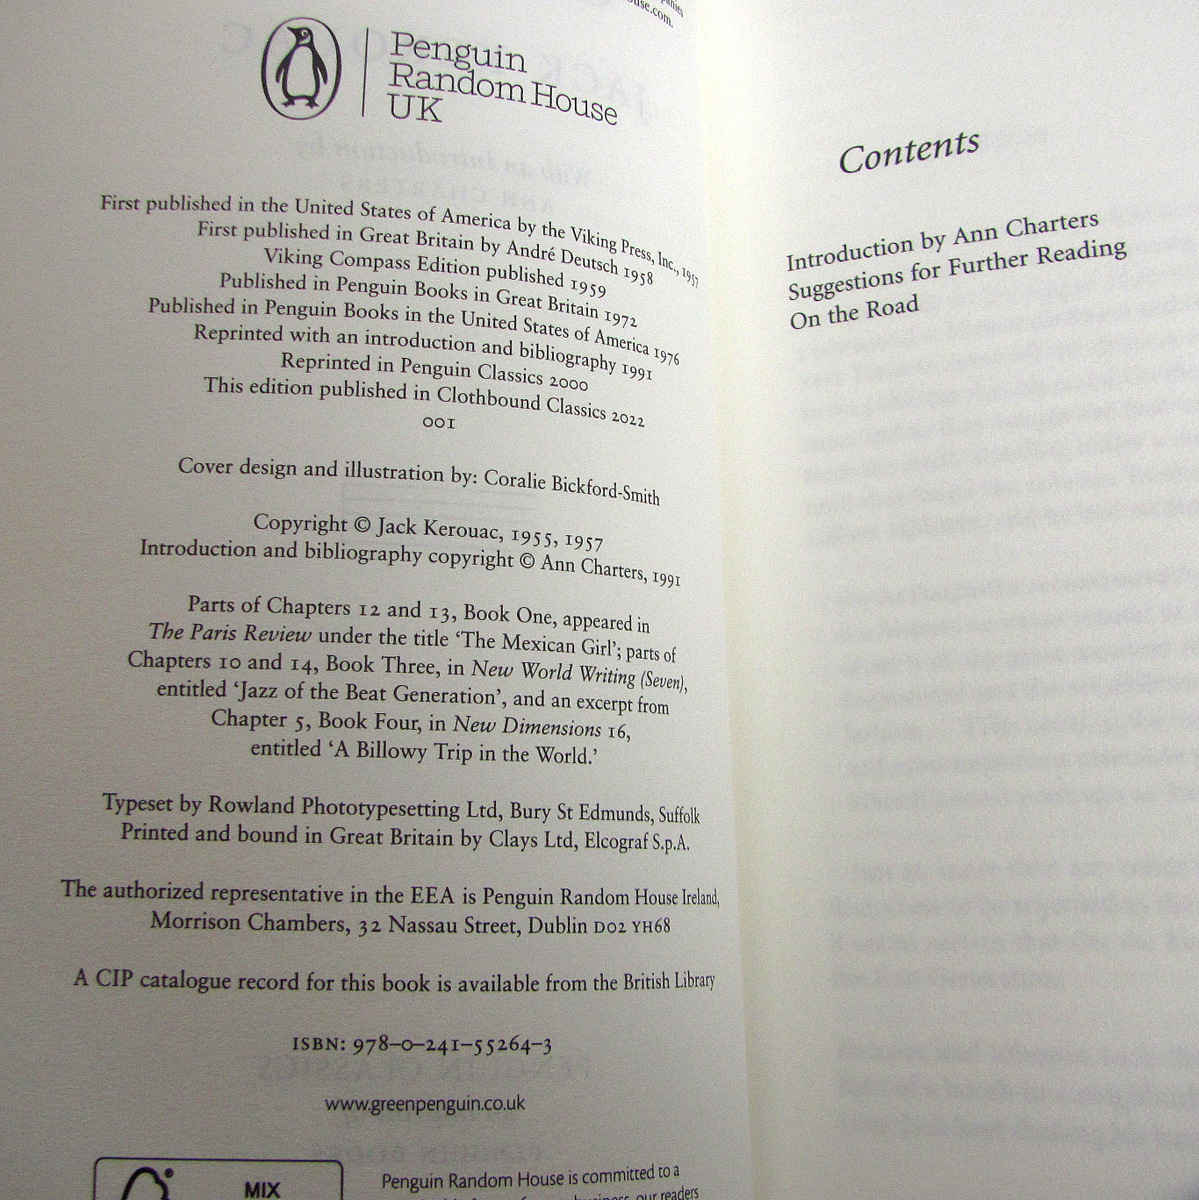 use.com.
Penguin
Random House
UK
First published in the United States of America by the Viking Press, Inc., 1957
First published in Great Britain by André Deutsch 1958
Viking Compass Edition published 1959
Published in Penguin Books in Great Britain 1972
Published in Penguin Books in the United States of America 1976
Reprinted with an introduction and bibliography 1991
Reprinted in Penguin Classics 2000
This edition published in Clothbound Classics 2022
001
Cover design and illustration by: Coralie Bickford-Smith
Copyright © Jack Kerouac, 1955, 1957
Introduction and bibliography copyright © Ann Charters, 1991
Parts of Chapters 12 and 13, Book One, appeared in
The Paris Review under the title ‘The Mexican Girl’; parts of
Chapters 10 and 14, Book Three, in New World Writing (Seven),
entitled ‘Jazz of the Beat Generation’, and an excerpt from
Chapter 5, Book Four, in New Dimensions 16,
entitled ‘A Billowy Trip in the World.’
Typeset by Rowland Phototypesetting Ltd, Bury St Edmunds, Suffolk
Printed and bound in Great Britain by Clays Ltd, Elcograf S.p.A.
The authorized representative in the EEA is Penguin Random House Ireland,
Morrison Chambers, 32 Nassau Street, Dublin D02 YH68
A CIP catalogue record for this book is available from the British Library
ISBN: 978–0–241–55264–3
www.greenpenguin.co.uk
MIX
Penguin Random House is committed to a
our readers
Contents
Introduction by Ann Charters
Suggestions for Further Reading
On the Road